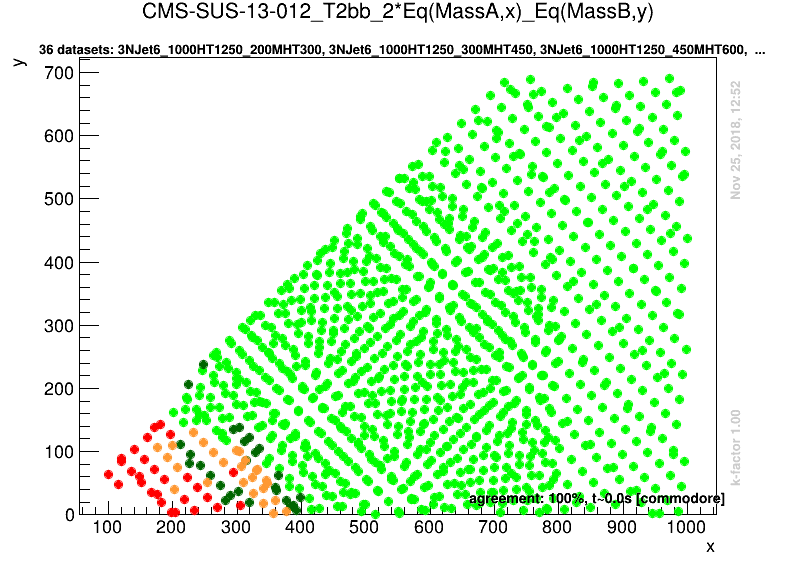 CMS-SUS-13-012_T2bb_2*Eq(MassA,x)_Eq(MassB,y)
36 datasets: 3NJet6_1000HT1250_200MHT300, 3NJet6_1000HT1250_300MHT450, 3NJet6_1000HT1250_450MHT600, ...
y
700
600
500
400
300
200
100
0
Nov 25, 2018, 12:52
k-factor 1.00
agreement: 100%, t~0.0s [commodore]
100 200 300 400 500 600 700 800 900 1000
x